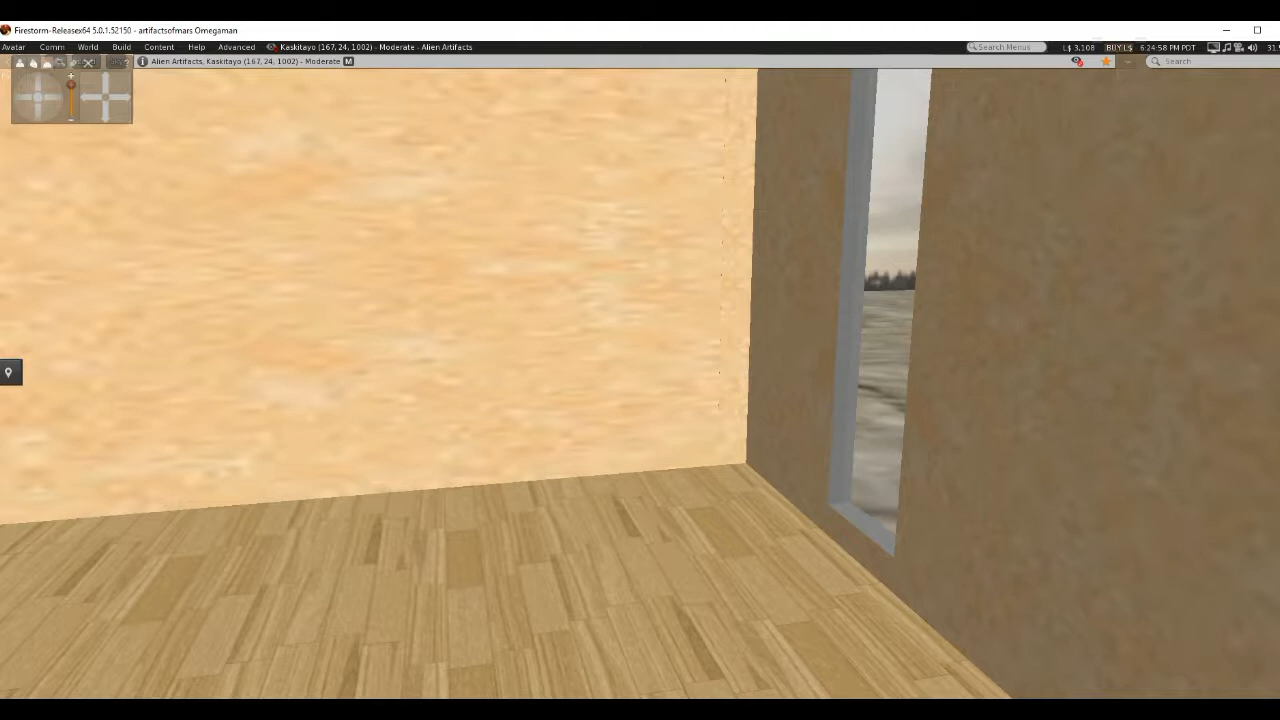 Firestorm-Releasex64 5.0.1.52150 - artifactsofmars Omegaman
Avatar Comm World Build Content Help Advanced Kaskitayo (167, 24, 1002) - Moderate - Alien Artifacts Search Menus L$ 3,108 BUY L$ 6:24:58 PM PDT 31.
Alien Artifacts, Kaskitayo (167, 24, 1002) - Moderate M Search